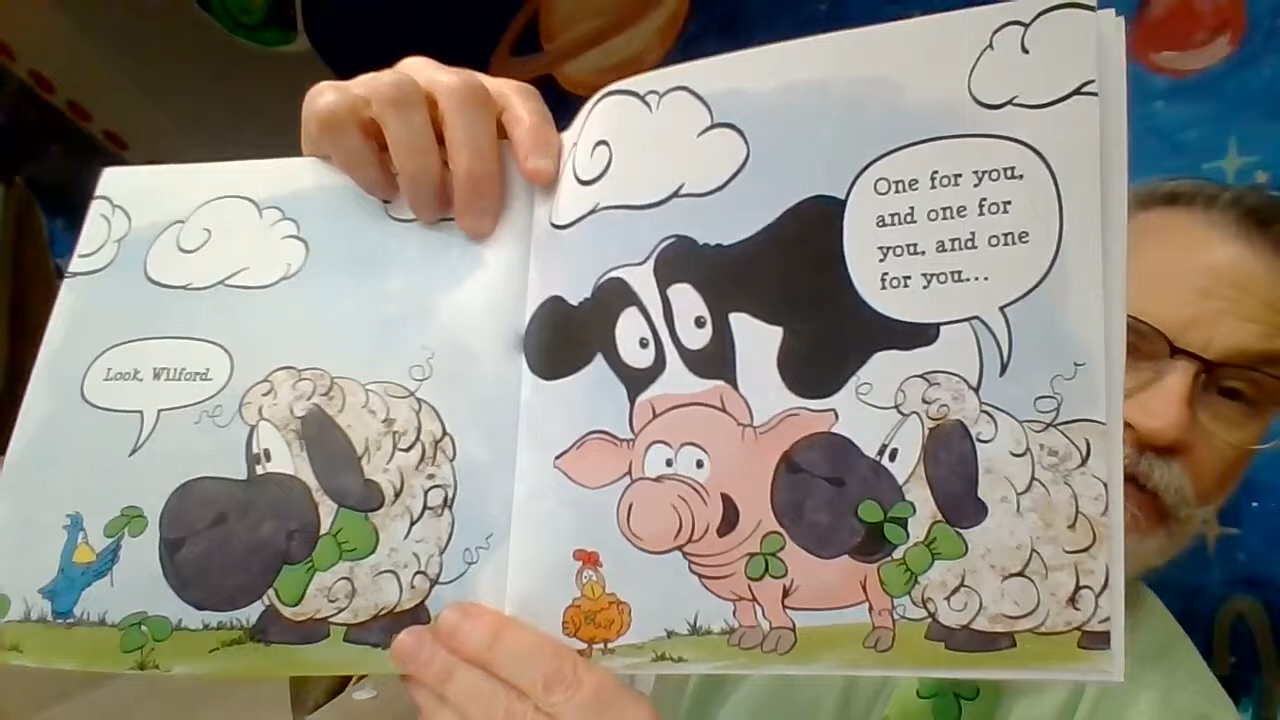 Look, Wilford.
One for you,
and one for
you, and one
for you...